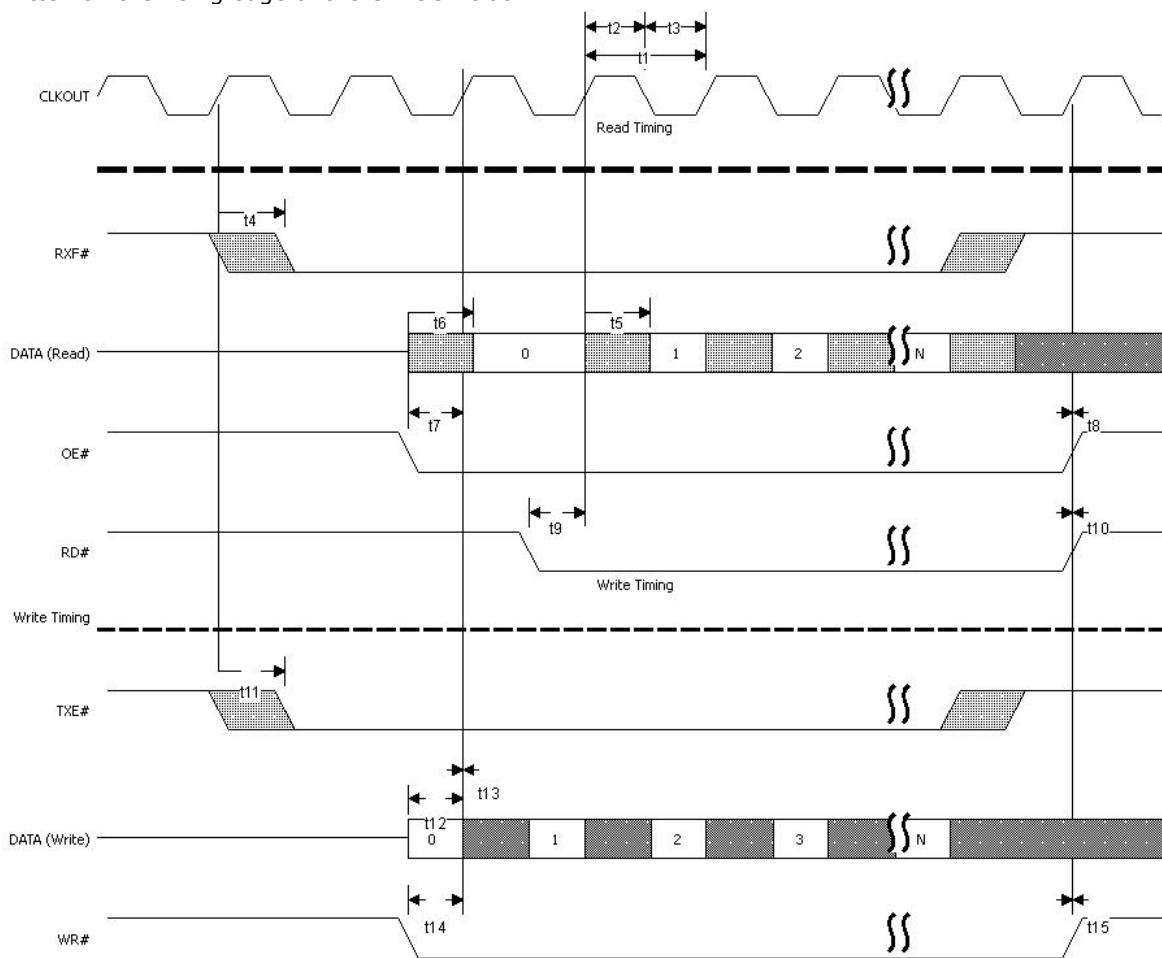 t2 t3
t1
CLKOUT
Read Timing
t4
RXF#
t6 t5
DATA (Read) 0 1 2 N
t7 t8
OE#
t9 t10
RD#
Write Timing
Write Timing
t11
TXE#
t13
t12
DATA (Write) 0 1 2 3 N
t14 t15
WR#